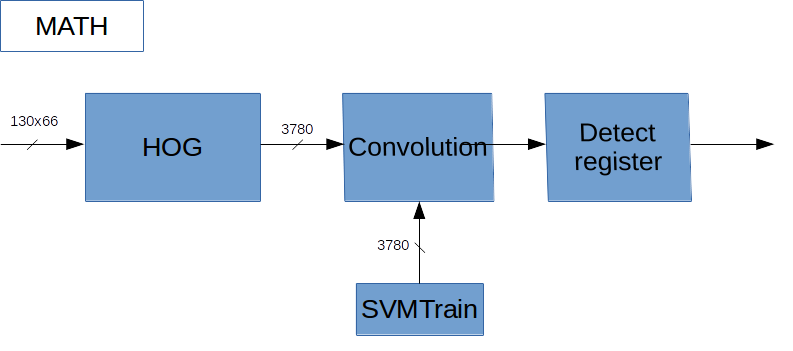 MATH
130x66
HOG
3780
Convolution
Detect
register
3780
SVMTrain